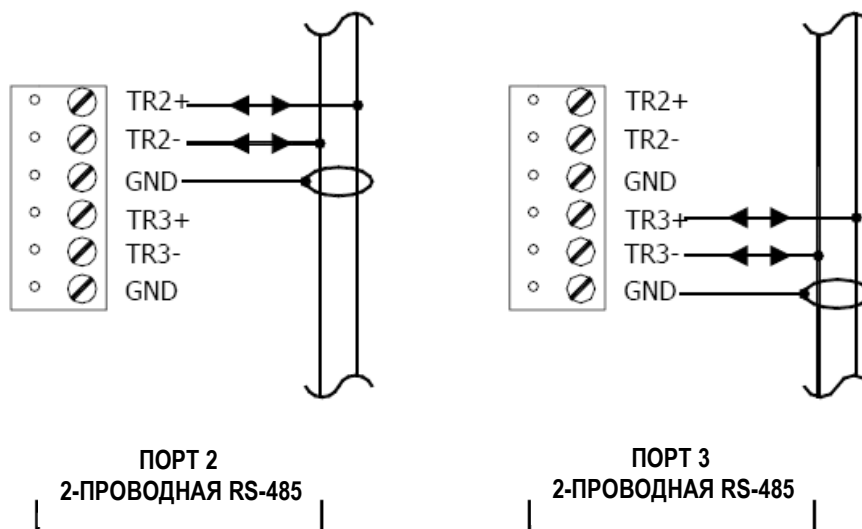 TR2+
TR2-
GND
TR3+
TR3-
GND
ПОРТ 2
2-ПРОВОДНАЯ RS-485
TR2+
TR2-
GND
TR3+
TR3-
GND
ПОРТ 3
2-ПРОВОДНАЯ RS-485